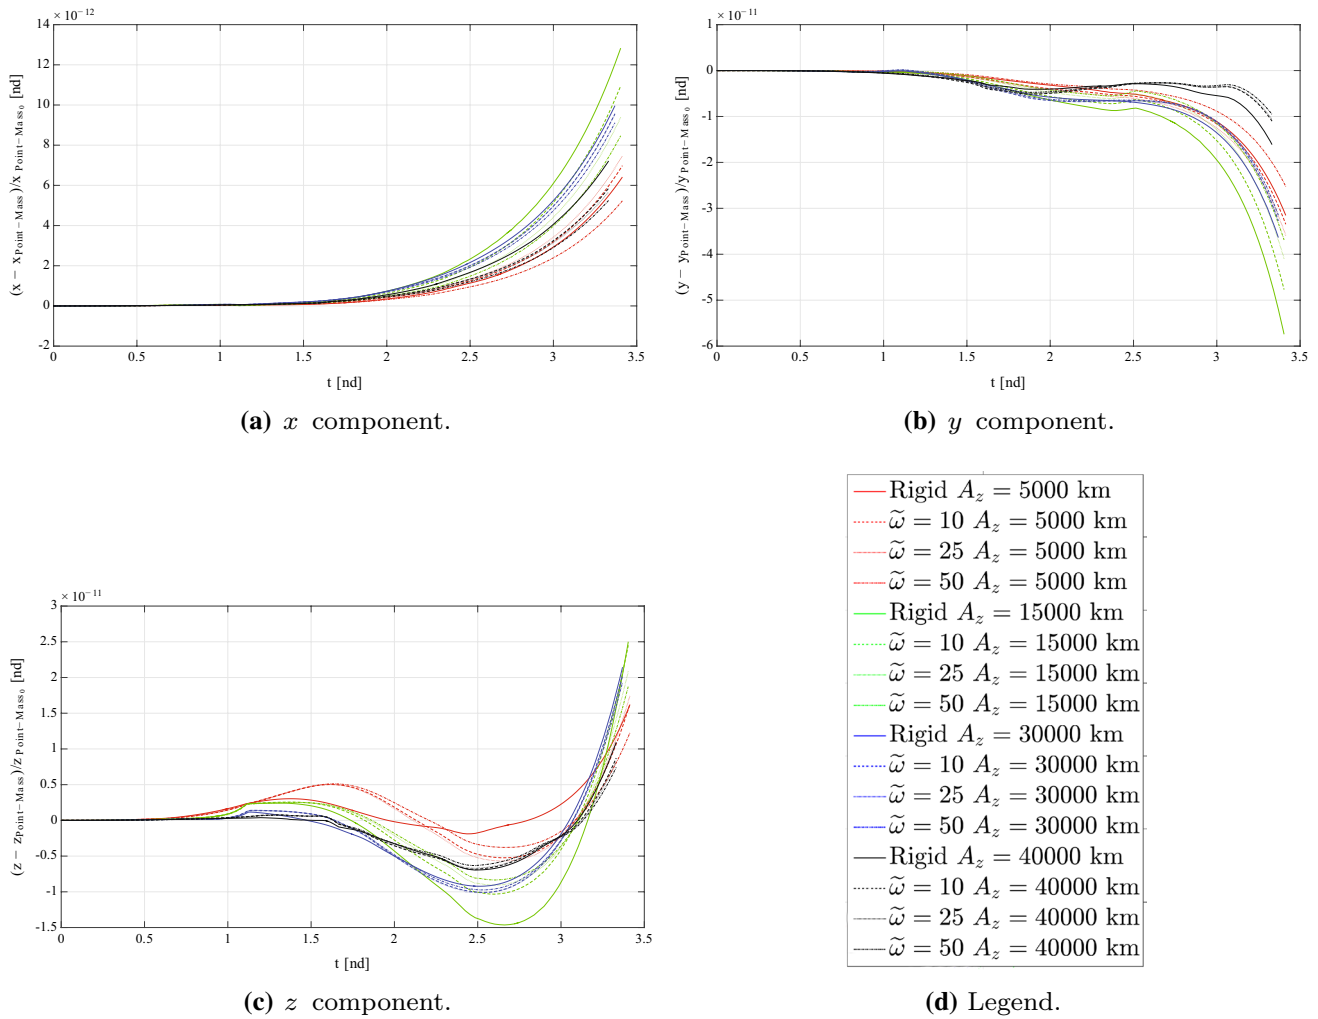 × 10⁻¹²
14
12
10
8
6
4
2
0
-2
(x − x Point−Mass)/x Point−Mass₀ [nd]
0 0.5 1 1.5 2 2.5 3 3.5
t [nd]
(a) x component.
× 10⁻¹¹
1
0
-1
-2
-3
-4
-5
-6
(y − yPoint−Mass)/y Point−Mass₀ [nd]
0 0.5 1 1.5 2 2.5 3 3.5
t [nd]
(b) y component.
× 10⁻¹¹
3
2.5
2
1.5
1
0.5
0
-0.5
-1
-1.5
(z − zPoint−Mass)/z Point−Mass₀ [nd]
0 0.5 1 1.5 2 2.5 3 3.5
t [nd]
(c) z component.
Rigid A_z = 5000 km
ω̃ = 10 A_z = 5000 km
ω̃ = 25 A_z = 5000 km
ω̃ = 50 A_z = 5000 km
Rigid A_z = 15000 km
ω̃ = 10 A_z = 15000 km
ω̃ = 25 A_z = 15000 km
ω̃ = 50 A_z = 15000 km
Rigid A_z = 30000 km
ω̃ = 10 A_z = 30000 km
ω̃ = 25 A_z = 30000 km
ω̃ = 50 A_z = 30000 km
Rigid A_z = 40000 km
ω̃ = 10 A_z = 40000 km
ω̃ = 25 A_z = 40000 km
ω̃ = 50 A_z = 40000 km
(d) Legend.